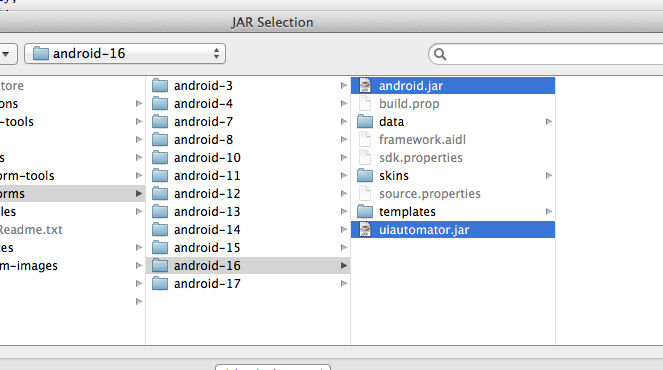 JAR Selection
android-16
tore
ons
-tools
s
orm-tools
orms
les
Readme.txt
ces
m-images
android-3
android-4
android-7
android-8
android-10
android-11
android-12
android-13
android-14
android-15
android-16
android-17
android.jar
build.prop
data
framework.aidl
sdk.properties
skins
source.properties
templates
uiautomator.jar